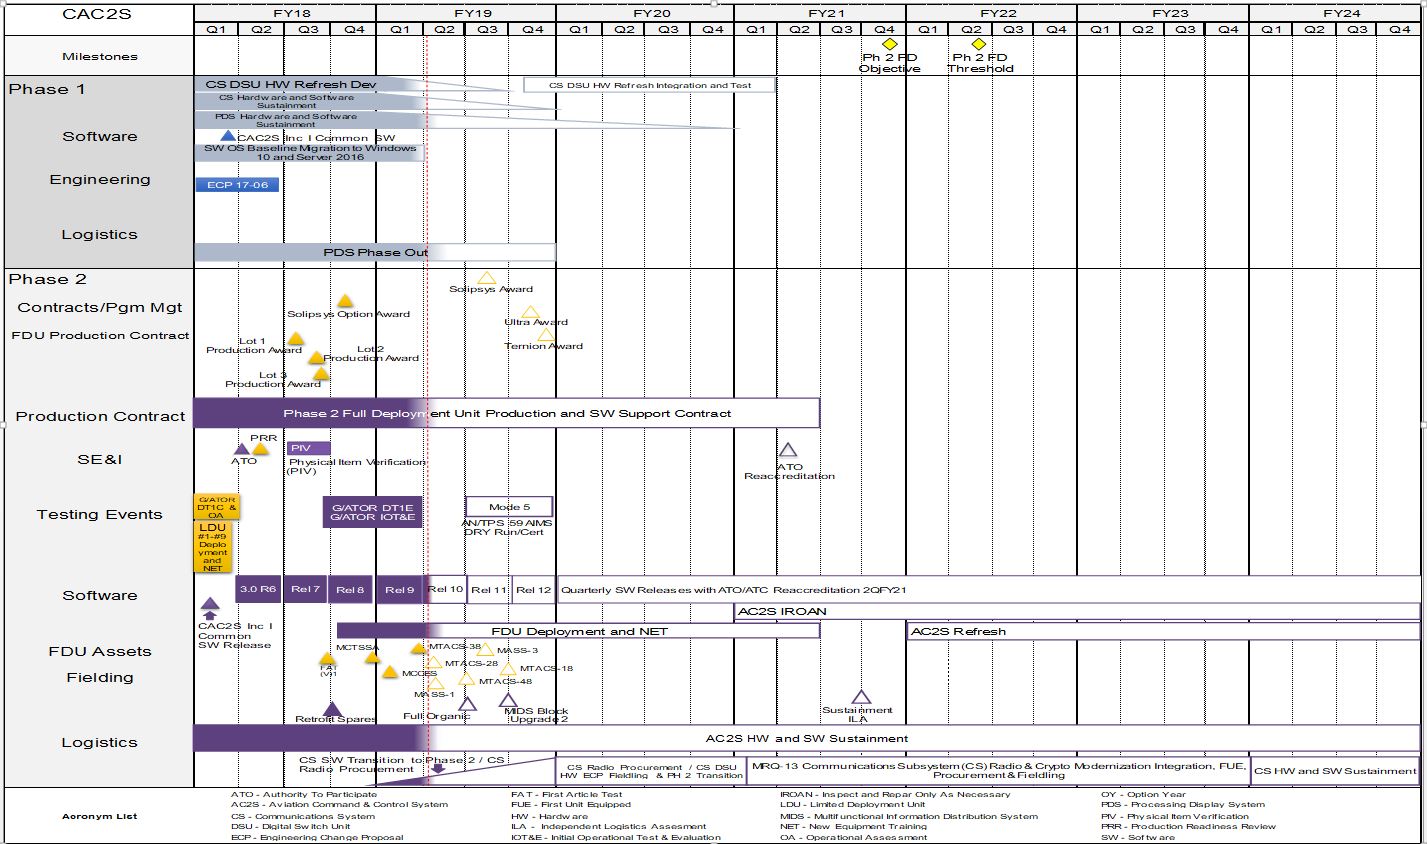 CAC2S FY18 FY19 FY20 FY21 FY22 FY23 FY24
Q1 Q2 Q3 Q4 Q1 Q2 Q3 Q4 Q1 Q2 Q3 Q4 Q1 Q2 Q3 Q4 Q1 Q2 Q3 Q4 Q1 Q2 Q3 Q4 Q1 Q2 Q3 Q4
Milestones
Ph 2 FD
Objective
Ph 2 FD
Threshold
Phase 1
CS DSU HW Refresh Dev
CS DSU HW Refresh Integration and Test
CS Hardware and Software
Sustainment
PDS Hardware and Software
Sustainment
Software
CAC2S Inc I Common SW
SW OS Baseline Migration to Windows
10 and Server 2016
Engineering
ECP 17-06
Logistics
PDS Phase Out
Phase 2
Solipsys Award
Contracts/Pgm Mgt
Solipsys Option Award
Ultra Award
FDU Production Contract
Ternion Award
Lot 1
Production Award
Lot 2
Production Award
Lot 3
Production Award
Production Contract
Phase 2 Full Deployment Unit Production and SW Support Contract
SE&I
PRR
ATO
PIV
Physical Item Verification
(PIV)
ATO
Reaccreditation
Testing Events
G/ATOR
DT1C &
OA
LDU
#1-#9
Deplo
yment
and
NET
G/ATOR DT1E
G/ATOR IOT&E
Mode 5
AN/TPS 59 AIMS
DRY Run/Cert
Software
3.0 R6 Rel 7 Rel 8 Rel 9 Rel 10 Rel 11 Rel 12
Quarterly SW Releases with ATO/ATC Reaccreditation 2QFY21
AC2S IROAN
CAC2S Inc I
Common
SW Release
FDU Deployment and NET
AC2S Refresh
FDU Assets
Fielding
MCTSSA
MTACS-38
MASS-3
FAT
(V)1
MTACS-28
MTACS-18
MCCES
MTACS-48
MASS-1
Retrofit Spares
Full Organic
MIDS Block
Upgrade 2
Sustainment
ILA
Logistics
AC2S HW and SW Sustainment
CS SW Transition to Phase 2 / CS
Radio Procurement
CS Radio Procurement / CS DSU
HW ECP Fieldling & PH 2 Transition
MRQ-13 Communications Subsystem (CS) Radio & Crypto Modernization Integration, FUE,
Procurement & Fieldling
CS HW and SW Sustainment
Acronym List
ATO - Authority To Participate
AC2S - Aviation Command & Control System
CS - Communications System
DSU - Digital Switch Unit
ECP - Engineering Change Proposal
FAT - First Article Test
FUE - First Unit Equipped
HW - Hardware
ILA - Independent Logistics Assesment
IOT&E - Initial Operational Test & Evaluation
IROAN - Inspect and Repar Only As Necessary
LDU - Limited Deployment Unit
MIDS - Multifunctional Information Distribution System
NET - New Equipment Training
OA - Operational Assessment
OY - Option Year
PDS - Processing Display System
PIV - Physical Item Verification
PRR - Production Readiness Review
SW - Software